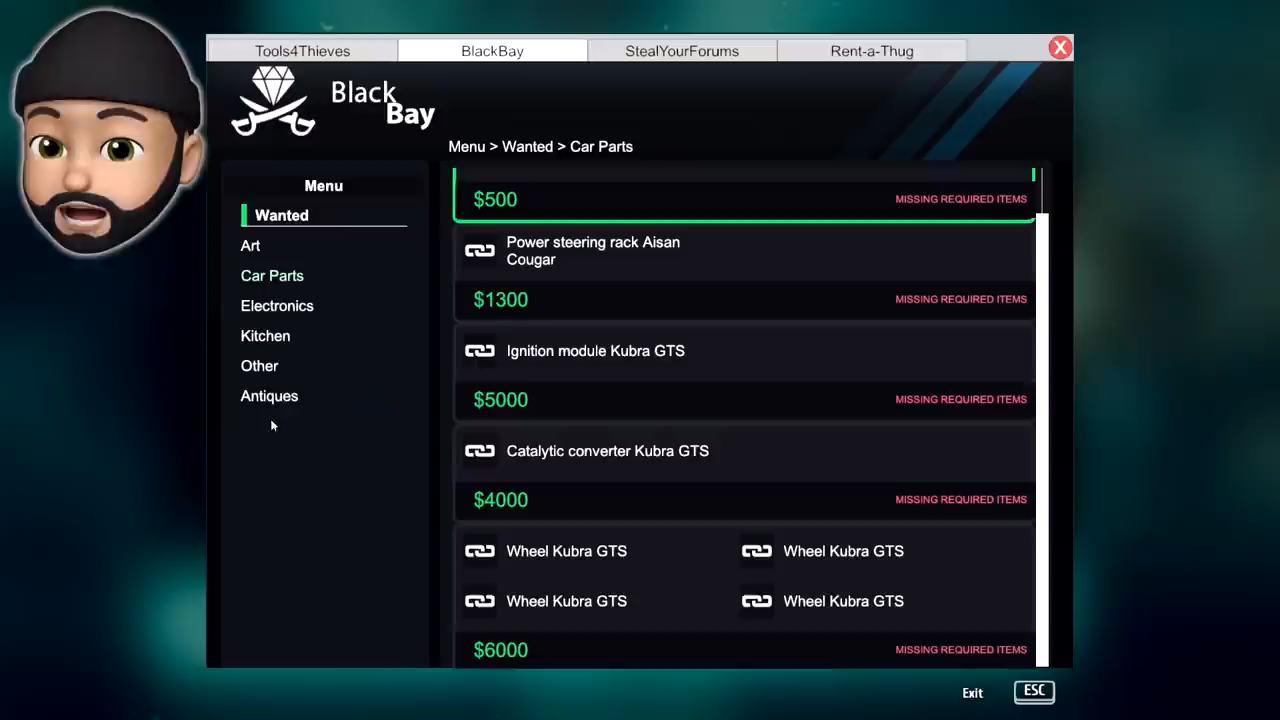 Tools4Thieves
BlackBay
StealYourForums
Rent-a-Thug
X
Black
Bay
Menu > Wanted > Car Parts
Menu
Wanted
Art
Car Parts
Electronics
Kitchen
Other
Antiques
$500 MISSING REQUIRED ITEMS
Power steering rack Aisan
Cougar
$1300 MISSING REQUIRED ITEMS
Ignition module Kubra GTS
$5000 MISSING REQUIRED ITEMS
Catalytic converter Kubra GTS
$4000 MISSING REQUIRED ITEMS
Wheel Kubra GTS Wheel Kubra GTS
Wheel Kubra GTS Wheel Kubra GTS
$6000 MISSING REQUIRED ITEMS
Exit ESC